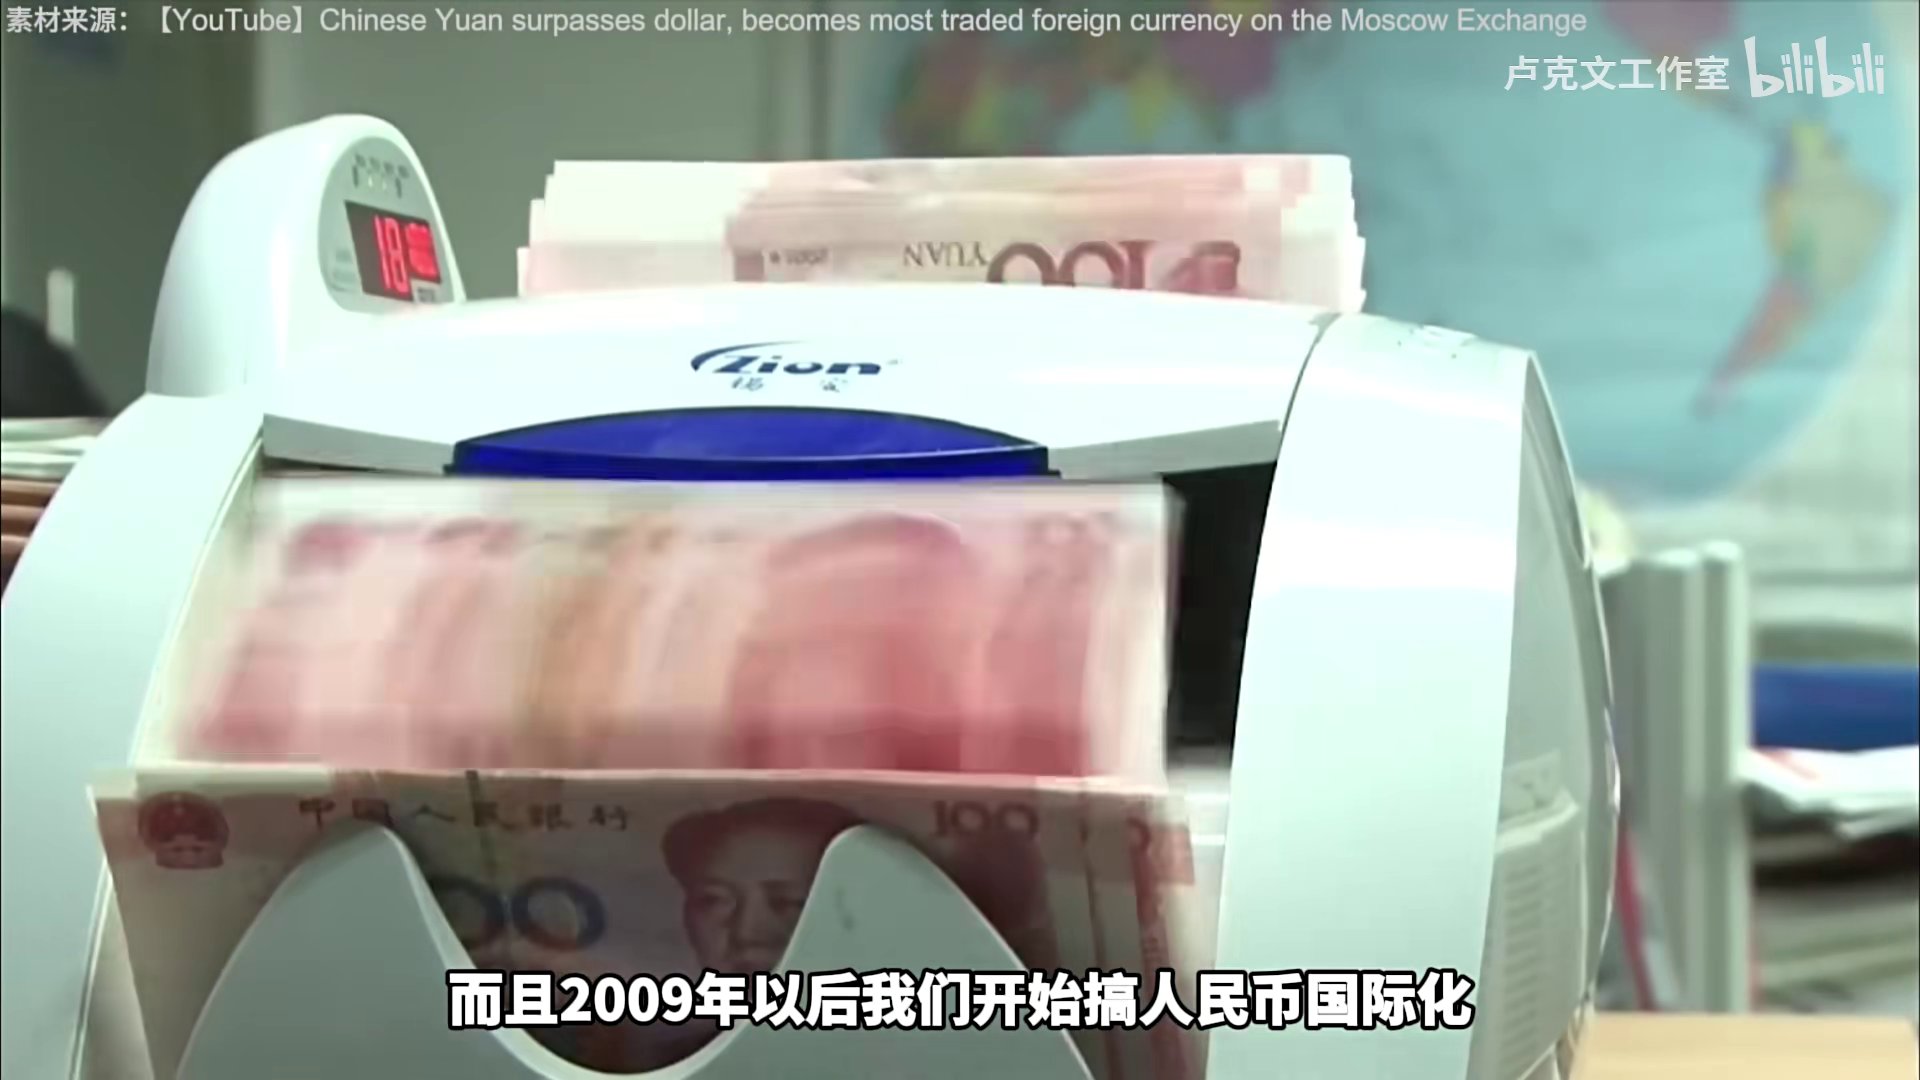 素材来源：【YouTube】Chinese Yuan surpasses dollar, becomes most traded foreign currency on the Moscow Exchange
卢克文工作室 bilibili
18
YUAN
100
Zion
中国人民银行
100
而且2009年以后我们开始搞人民币国际化